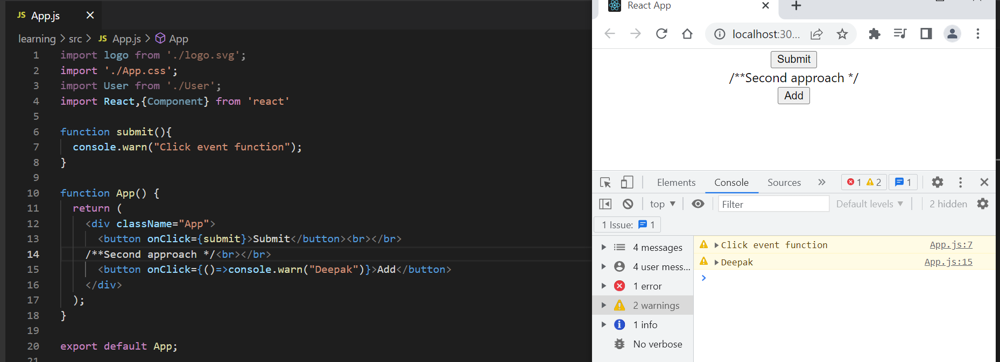 JS App.js
learning > src > JS App.js > App
1 import logo from './logo.svg';
2 import './App.css';
3 import User from './User';
4 import React,{Component} from 'react'
5
6 function submit(){
7 console.warn("Click event function");
8 }
9
10 function App() {
11 return (
12 <div className="App">
13 <button onClick={submit}>Submit</button><br></br>
14 /**Second approach */<br></br>
15 <button onClick={()=>console.warn("Deepak")}>Add</button>
16 </div>
17 );
18 }
19
20 export default App;
21
React App
localhost:30...
Submit
/**Second approach */
Add
Elements Console Sources 1 2 1
top Filter Default levels 2 hidden
1 Issue: 1
4 messages
4 user mess...
1 error
2 warnings
1 info
No verbose
Click event function App.js:7
Deepak App.js:15